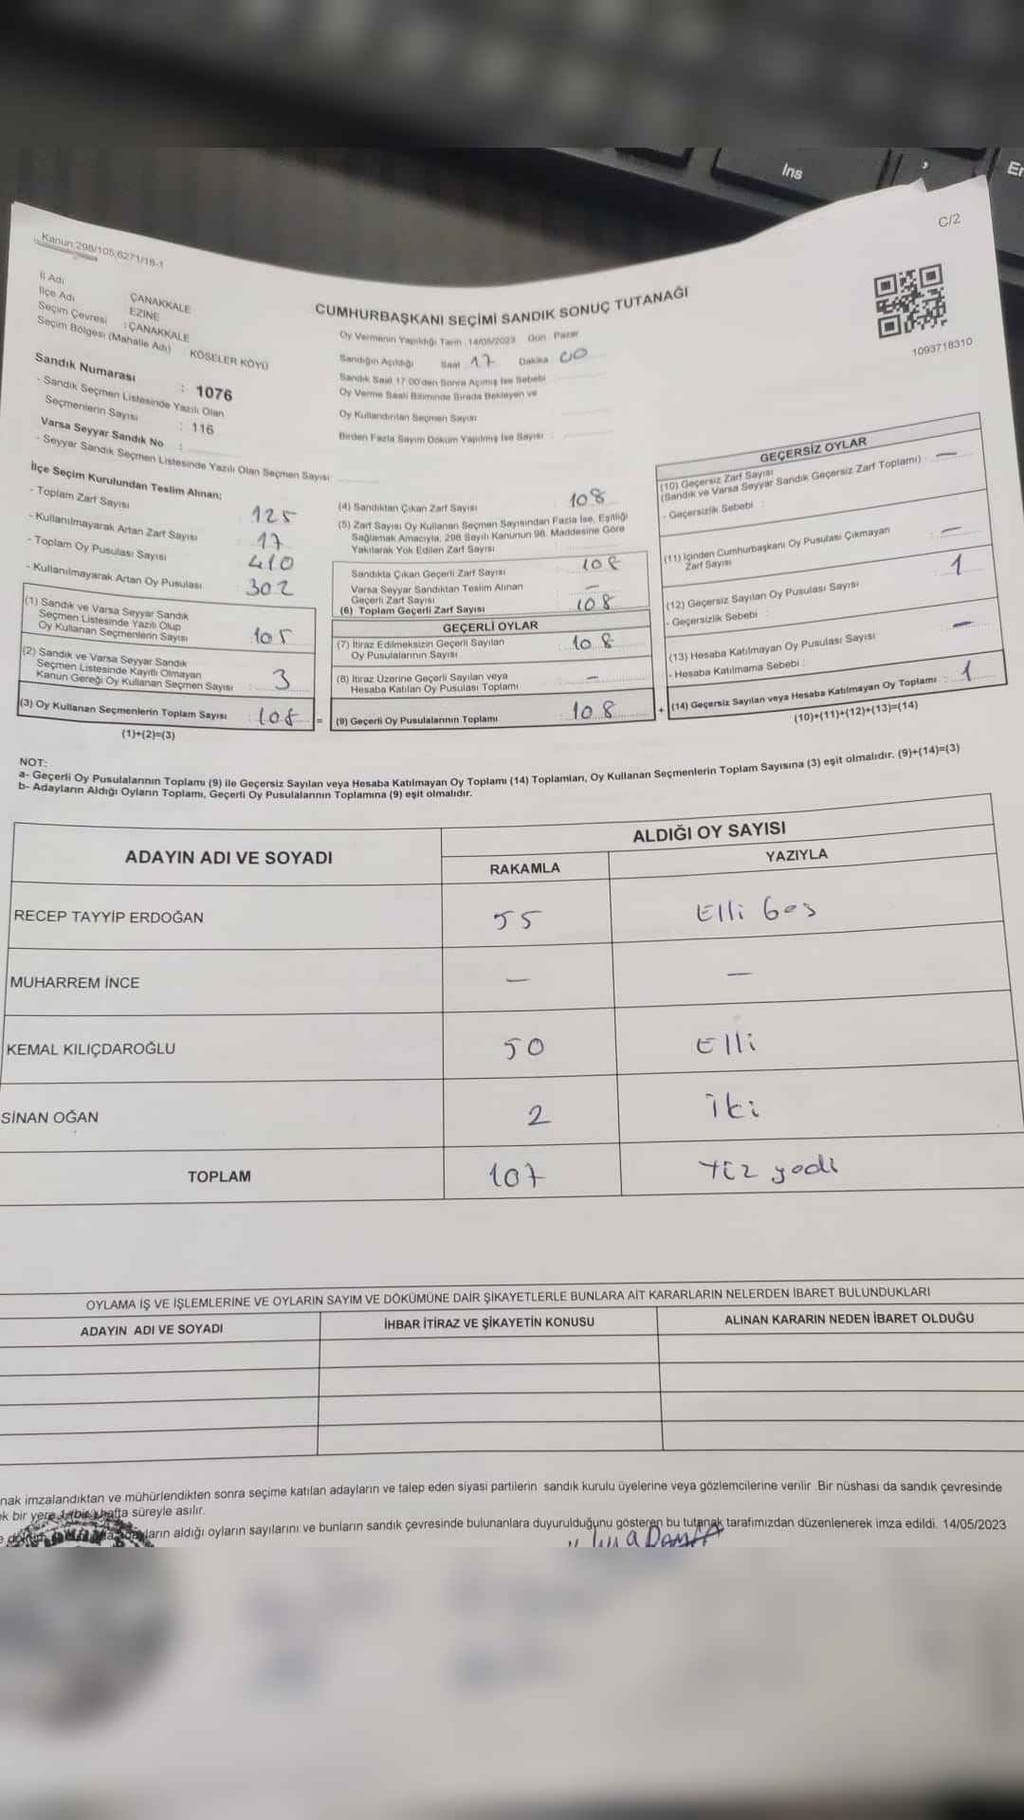 Ins
C/2
Kanun:298/105,6271/18-1
İl Adı ÇANAKKALE
İlçe Adı EZİNE
Seçim Çevresi : ÇANAKKALE
Seçim Bölgesi (Mahalle Adı) : KÖSELER KÖYÜ
Sandık Numarası : 1076
- Sandık Seçmen Listesinde Yazılı Olan
Seçmenlerin Sayısı : 116
Varsa Seyyar Sandık No :
- Seyyar Sandık Seçmen Listesinde Yazılı Olan Seçmen Sayısı:
CUMHURBAŞKANI SEÇİMİ SANDIK SONUÇ TUTANAĞI
Oy Vermenin Yapıldığı Tarih :14/05/2023 Gün Pazar
Sandığın Açıldığı Saat 17 Dakika 00
Sandık Saat 17:00'den Sonra Açılmış İse Sebebi
Oy Verme Saati Bitiminde Sırada Bekleyen ve
Oy Kullandırılan Seçmen Sayısı
Birden Fazla Sayım Döküm Yapılmış İse Sayısı :
1093718310
İlçe Seçim Kurulundan Teslim Alınan:
- Toplam Zarf Sayısı 125
- Kullanılmayarak Artan Zarf Sayısı 17
- Toplam Oy Pusulası Sayısı 410
- Kullanılmayarak Artan Oy Pusulası 302
(1) Sandık ve Varsa Seyyar Sandık
Seçmen Listesinde Yazılı Olup
Oy Kullanan Seçmenlerin Sayısı 105
(2) Sandık ve Varsa Seyyar Sandık
Seçmen Listesinde Kayıtlı Olmayan
Kanun Gereği Oy Kullanan Seçmen Sayısı 3
(3) Oy Kullanan Seçmenlerin Toplam Sayısı 108 =
(1)+(2)=(3)
(4) Sandıktan Çıkan Zarf Sayısı 108
(5) Zarf Sayısı Oy Kullanan Seçmen Sayısından Fazla İse, Eşitliği
Sağlamak Amacıyla, 298 Sayılı Kanunun 98. Maddesine Göre
Yakılarak Yok Edilen Zarf Sayısı
Sandıkta Çıkan Geçerli Zarf Sayısı 108
Varsa Seyyar Sandıktan Teslim Alınan
Geçerli Zarf Sayısı —
(6) Toplam Geçerli Zarf Sayısı 108
GEÇERLİ OYLAR
(7) İtiraz Edilmeksizin Geçerli Sayılan
Oy Pusulalarının Sayısı 108
(8) İtiraz Üzerine Geçerli Sayılan veya
Hesaba Katılan Oy Pusulası Toplamı —
(9) Geçerli Oy Pusulalarının Toplamı 108 +
GEÇERSİZ OYLAR
(10) Geçersiz Zarf Sayısı
(Sandık ve Varsa Seyyar Sandık Geçersiz Zarf Toplamı) : —
- Geçersizlik Sebebi :
(11) İçinden Cumhurbaşkanı Oy Pusulası Çıkmayan
Zarf Sayısı —
(12) Geçersiz Sayılan Oy Pusulası Sayısı 1
- Geçersizlik Sebebi :
(13) Hesaba Katılmayan Oy Pusulası Sayısı —
- Hesaba Katılmama Sebebi :
(14) Geçersiz Sayılan veya Hesaba Katılmayan Oy Toplamı : 1
(10)+(11)+(12)+(13)=(14)
NOT:
a- Geçerli Oy Pusulalarının Toplamı (9) ile Geçersiz Sayılan veya Hesaba Katılmayan Oy Toplamı (14) Toplamları, Oy Kullanan Seçmenlerin Toplam Sayısına (3) eşit olmalıdır. (9)+(14)=(3)
b- Adayların Aldığı Oyların Toplamı, Geçerli Oy Pusulalarının Toplamına (9) eşit olmalıdır.
ADAYIN ADI VE SOYADI
ALDIĞI OY SAYISI
RAKAMLA YAZIYLA
RECEP TAYYİP ERDOĞAN 55 Elli beş
MUHARREM İNCE — —
KEMAL KILIÇDAROĞLU 50 Elli
SİNAN OĞAN 2 İki
TOPLAM 107 Yüz yedi
OYLAMA İŞ VE İŞLEMLERİNE VE OYLARIN SAYIM VE DÖKÜMÜNE DAİR ŞİKAYETLERLE BUNLARA AİT KARARLARIN NELERDEN İBARET BULUNDUKLARI
ADAYIN ADI VE SOYADI İHBAR İTİRAZ VE ŞİKAYETİN KONUSU ALINAN KARARIN NEDEN İBARET OLDUĞU
nak imzalandıktan ve mühürlendikten sonra seçime katılan adayların ve talep eden siyasi partilerin sandık kurulu üyelerine veya gözlemcilerine verilir .Bir nüshası da sandık çevresinde
k bir yere 1 (bir) hafta süreyle asılır.
aldığı oyların sayılarını ve bunların sandık çevresinde bulunanlara duyurulduğunu gösteren bu tutanak tarafımızdan düzenlenerek imza edildi. 14/05/2023